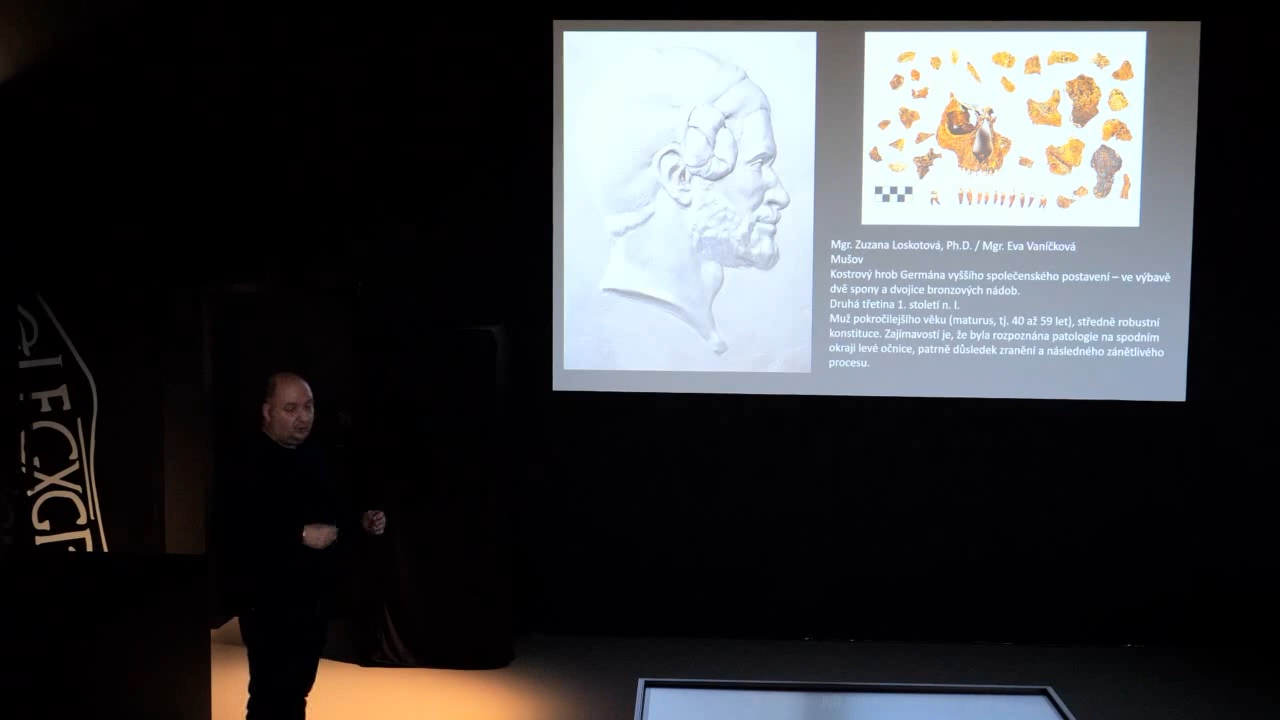 Mgr. Zuzana Loskotová, Ph.D. / Mgr. Eva Vaníčková
Mušov
Kostrový hrob Germána vyššího společenského postavení – ve výbavě
dvě spony a dvojice bronzových nádob.
Druhá třetina 1. století n. l.
Muž pokročilejšího věku (maturus, tj. 40 až 59 let), středně robustní
konstituce. Zajímavostí je, že byla rozpoznána patologie na spodním
okraji levé očnice, patrně důsledek zranění a následného zánětlivého
procesu.